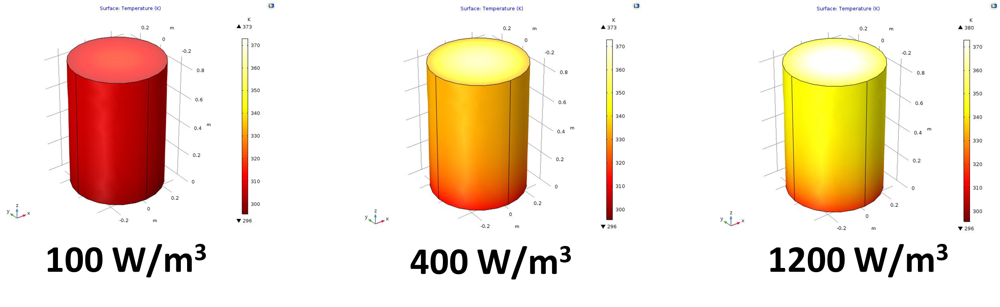 Surface: Temperature (K)
K
▲ 373
0.2
m
0
-0.2
0.8
0.6
0.4
m
0.2
0
0.2
0
-0.2
m
370
360
350
340
330
320
310
300
▼ 296
z
y
x
100 W/m³
Surface: Temperature (K)
K
▲ 373
0.2
m
0
-0.2
0.8
0.6
0.4
m
0.2
0
0.2
0
-0.2
m
370
360
350
340
330
320
310
300
▼ 296
z
y
x
400 W/m³
Surface: Temperature (K)
K
▲ 380
0.2
m
0
-0.2
0.8
0.6
0.4
m
0.2
0
0.2
0
-0.2
m
370
360
350
340
330
320
310
300
▼ 296
z
y
x
1200 W/m³